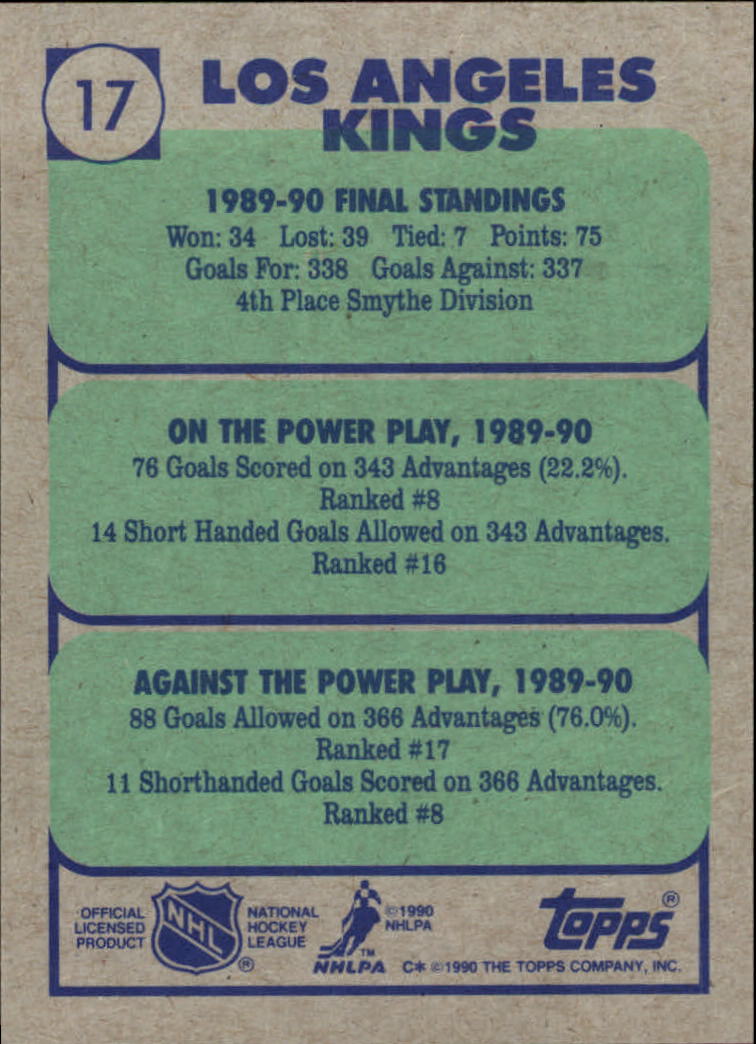 17
LOS ANGELES
KINGS
1989-90 FINAL STANDINGS
Won: 34 Lost: 39 Tied: 7 Points: 75
Goals For: 338 Goals Against: 337
4th Place Smythe Division
ON THE POWER PLAY, 1989-90
76 Goals Scored on 343 Advantages (22.2%).
Ranked #8
14 Short Handed Goals Allowed on 343 Advantages.
Ranked #16
AGAINST THE POWER PLAY, 1989-90
88 Goals Allowed on 366 Advantages (76.0%).
Ranked #17
11 Shorthanded Goals Scored on 366 Advantages.
Ranked #8
OFFICIAL
LICENSED
PRODUCT
NHL
®
NATIONAL
HOCKEY
LEAGUE
TM
NHLPA
©1990
NHLPA
TOPPS®
C* ©1990 THE TOPPS COMPANY, INC.